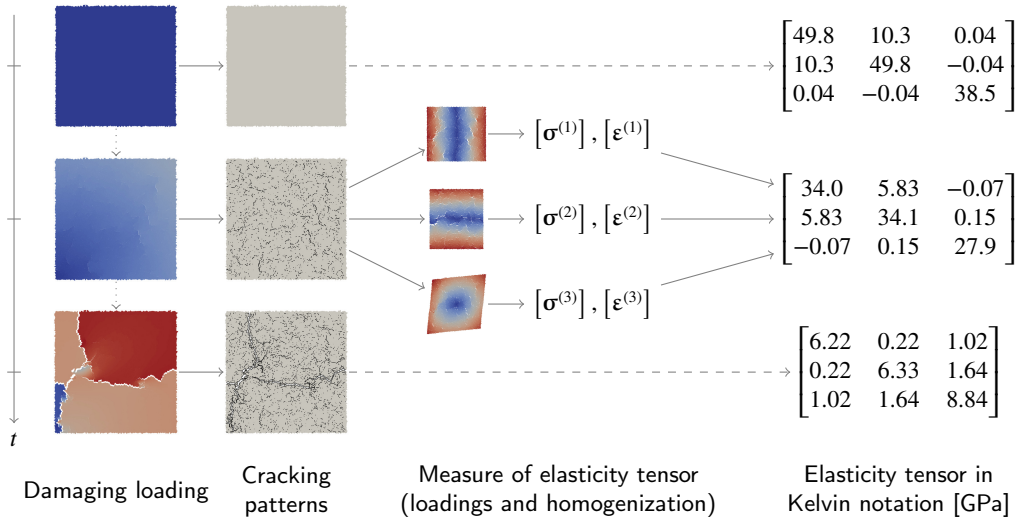 49.8 10.3 0.04
10.3 49.8 −0.04
0.04 −0.04 38.5
[σ⁽¹⁾] , [ε⁽¹⁾]
34.0 5.83 −0.07
5.83 34.1 0.15
−0.07 0.15 27.9
[σ⁽²⁾] , [ε⁽²⁾]
[σ⁽³⁾] , [ε⁽³⁾]
6.22 0.22 1.02
0.22 6.33 1.64
1.02 1.64 8.84
t
Damaging loading
Cracking
patterns
Measure of elasticity tensor
(loadings and homogenization)
Elasticity tensor in
Kelvin notation [GPa]